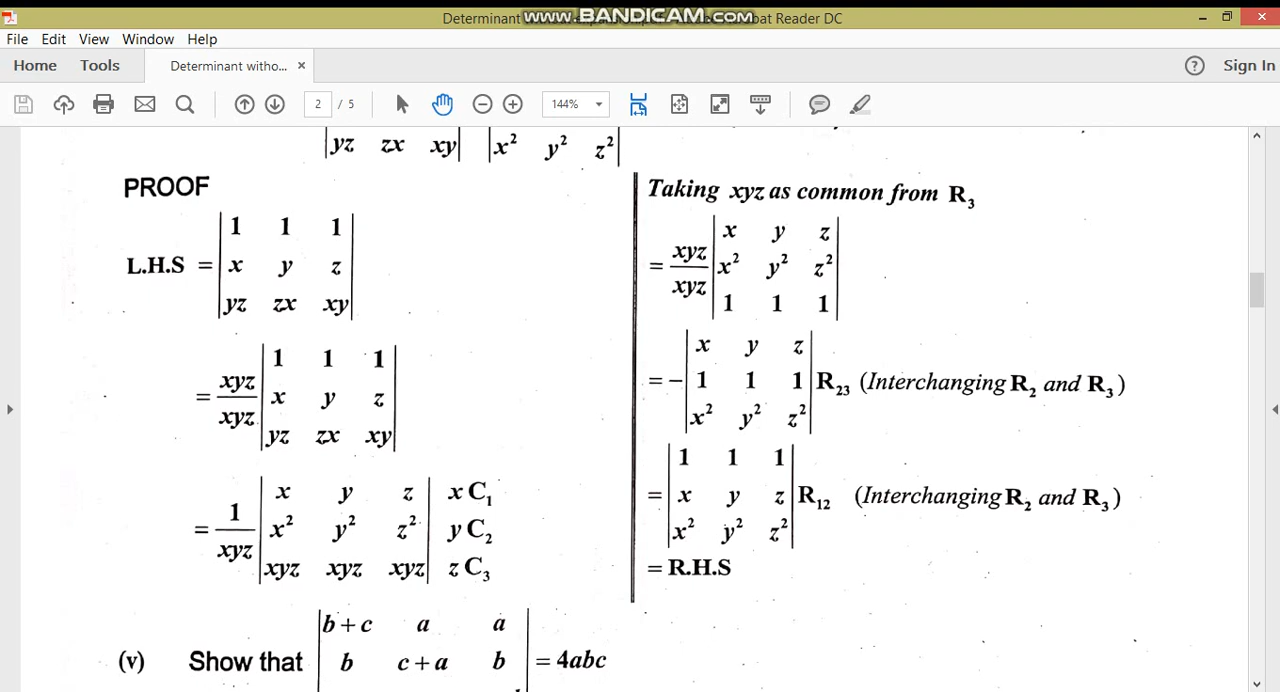 Determinant www.BANDICAM.com bat Reader DC
File Edit View Window Help
Home Tools Determinant witho... × Sign In
2 / 5 144%
|yz zx xy| |x² y² z²|
PROOF
L.H.S = |1 1 1|
|x y z|
|yz zx xy|
= xyz/xyz |1 1 1|
|x y z|
|yz zx xy|
= 1/xyz |x y z| x C₁
|x² y² z²| y C₂
|xyz xyz xyz| z C₃
Taking xyz as common from R₃
= xyz/xyz |x y z|
|x² y² z²|
|1 1 1|
= - |x y z|
|1 1 1| R₂₃ (Interchanging R₂ and R₃)
|x² y² z²|
= |1 1 1|
|x y z| R₁₂ (Interchanging R₂ and R₃)
|x² y² z²|
= R.H.S
(v) Show that |b+c a a|
|b c+a b| = 4abc